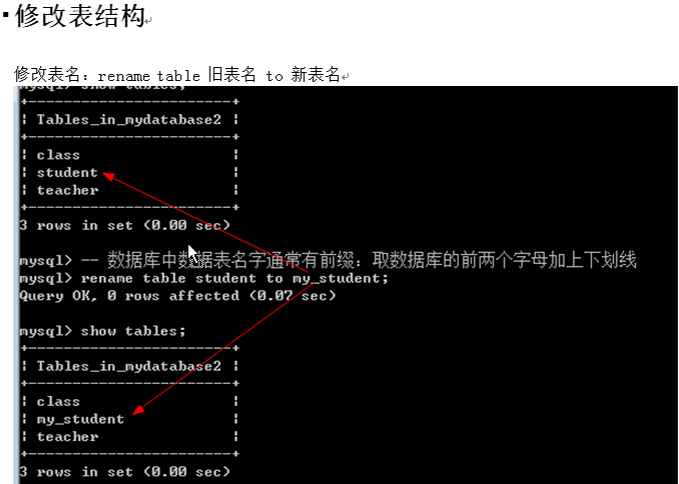 ▪修改表结构↵
修改表名：rename table 旧表名 to 新表名↵
mysql> show tables;
+------------------------+
| Tables_in_mydatabase2 |
+------------------------+
| class |
| student |
| teacher |
+------------------------+
3 rows in set (0.00 sec)
mysql> -- 数据库中数据表名字通常有前缀：取数据库的前两个字母加上下划线
mysql> rename table student to my_student;
Query OK, 0 rows affected (0.07 sec)
mysql> show tables;
+------------------------+
| Tables_in_mydatabase2 |
+------------------------+
| class |
| my_student |
| teacher |
+------------------------+
3 rows in set (0.00 sec)